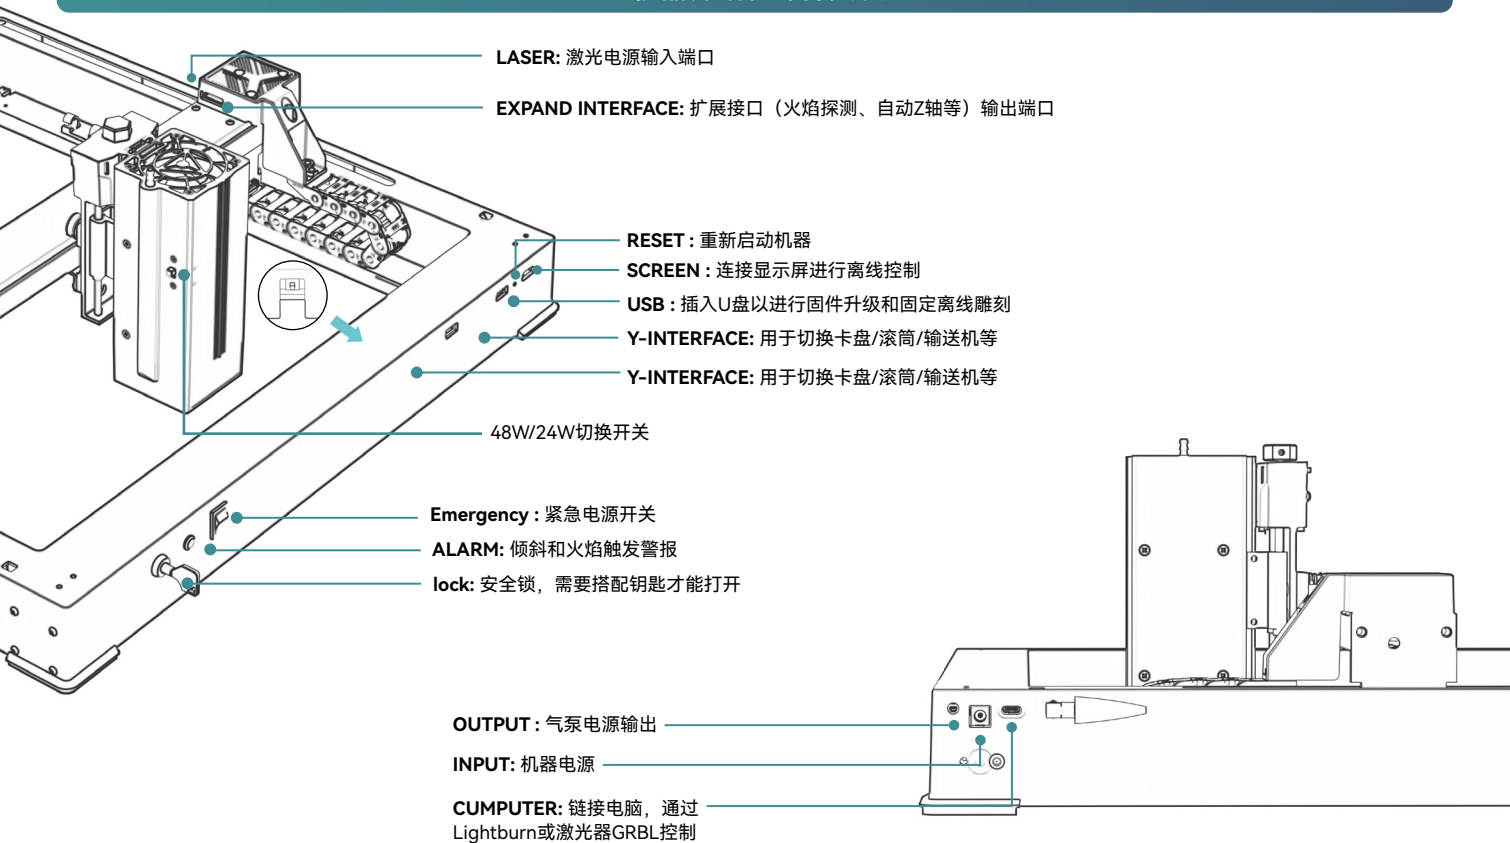 LASER: 激光电源输入端口
EXPAND INTERFACE: 扩展接口（火焰探测、自动Z轴等）输出端口
RESET : 重新启动机器
SCREEN : 连接显示屏进行离线控制
USB : 插入U盘以进行固件升级和固定离线雕刻
Y-INTERFACE: 用于切换卡盘/滚筒/输送机等
Y-INTERFACE: 用于切换卡盘/滚筒/输送机等
48W/24W切换开关
Emergency : 紧急电源开关
ALARM: 倾斜和火焰触发警报
lock: 安全锁，需要搭配钥匙才能打开
OUTPUT : 气泵电源输出
INPUT: 机器电源
CUMPUTER: 链接电脑，通过
Lightburn或激光器GRBL控制